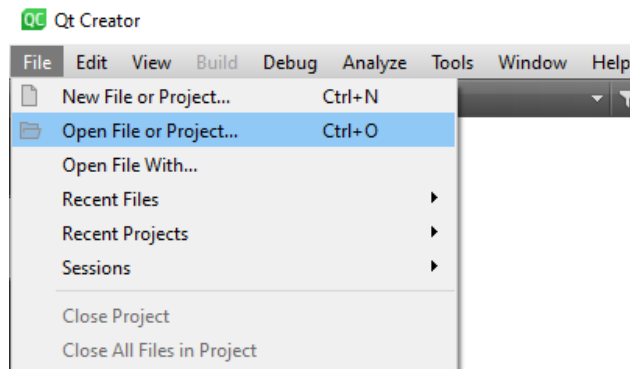 QC Qt Creator
File Edit View Build Debug Analyze Tools Window Help
New File or Project... Ctrl+N
Open File or Project... Ctrl+O
Open File With...
Recent Files
Recent Projects
Sessions
Close Project
Close All Files in Project